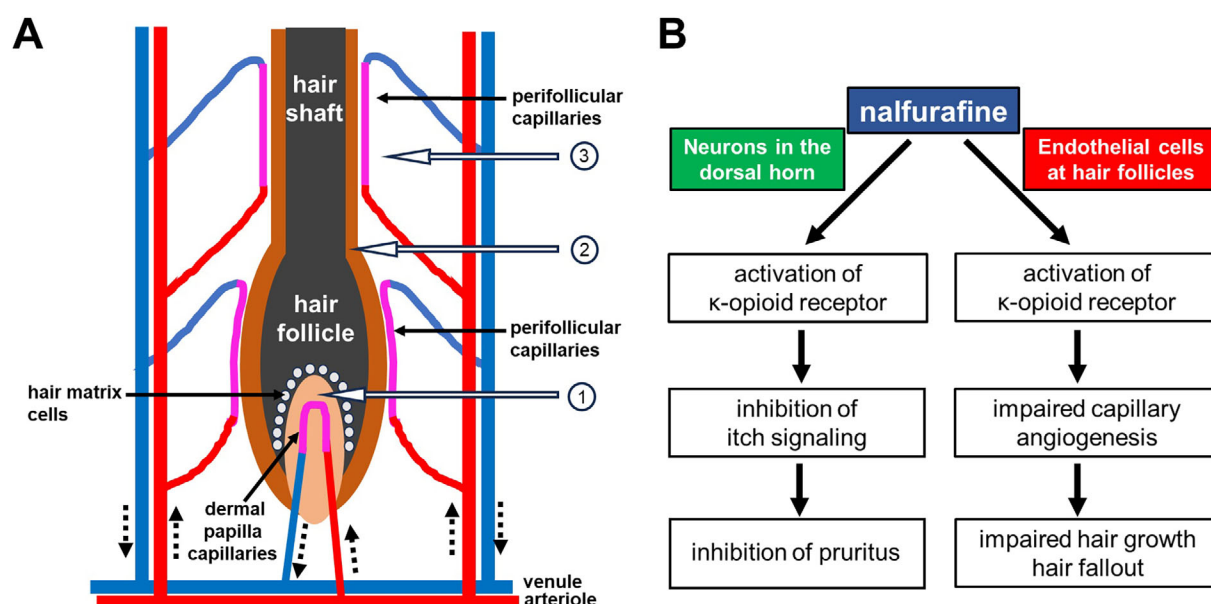 A
hair
shaft
perifollicular
capillaries
3
2
hair
follicle
perifollicular
capillaries
hair matrix
cells
1
dermal
papilla
capillaries
venule
arteriole
B
nalfurafine
Neurons in the
dorsal horn
Endothelial cells
at hair follicles
activation of
κ-opioid receptor
activation of
κ-opioid receptor
inhibition of
itch signaling
impaired capillary
angiogenesis
inhibition of pruritus
impaired hair growth
hair fallout